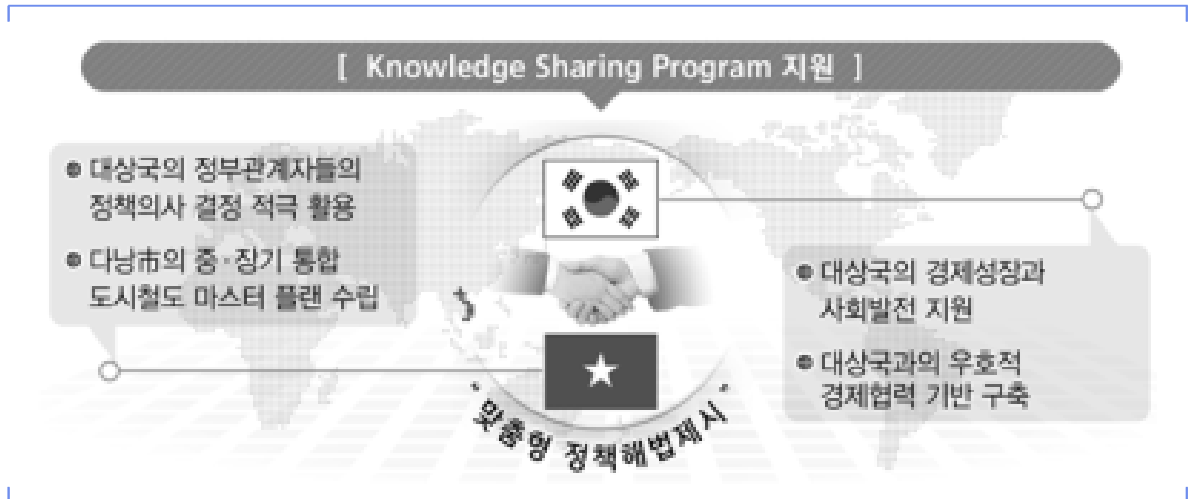 [ Knowledge Sharing Program 지원 ]
● 대상국의 정부관계자들의
정책의사 결정 적극 활용
● 다낭市의 중·장기 통합
도시철도 마스터 플랜 수립
● 대상국의 경제성장과
사회발전 지원
● 대상국과의 우호적
경제협력 기반 구축
· 맞춤형 정책해법제시 ·